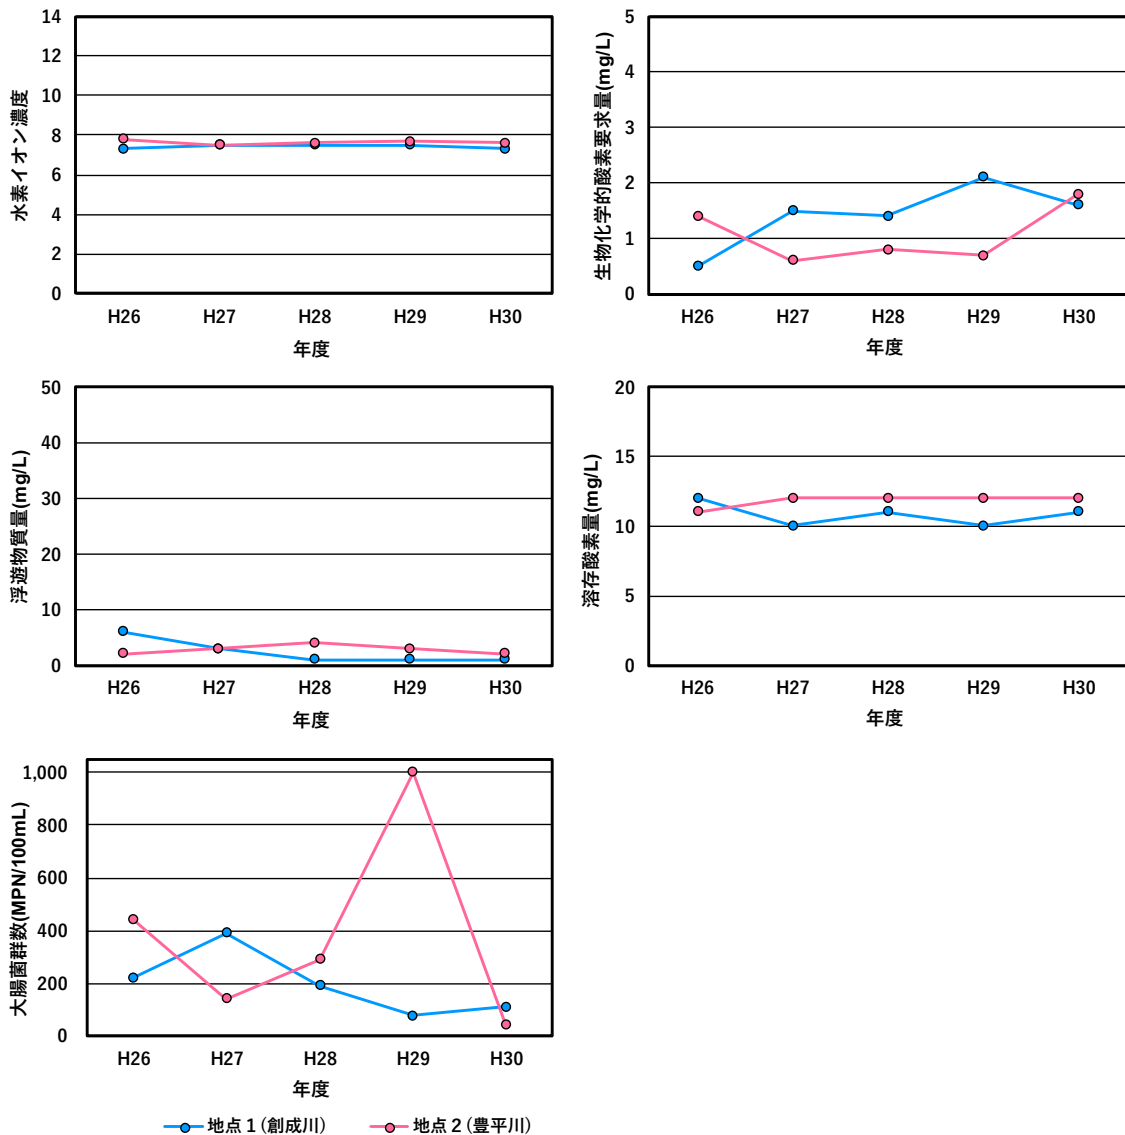 水素イオン濃度
14
12
10
8
6
4
2
0
H26 H27 H28 H29 H30
年度
生物化学的酸素要求量(mg/L)
5
4
3
2
1
0
H26 H27 H28 H29 H30
年度
浮遊物質量(mg/L)
50
40
30
20
10
0
H26 H27 H28 H29 H30
年度
溶存酸素量(mg/L)
20
15
10
5
0
H26 H27 H28 H29 H30
年度
大腸菌群数(MPN/100mL)
1,000
800
600
400
200
0
H26 H27 H28 H29 H30
年度
地点1(創成川) 地点2(豊平川)